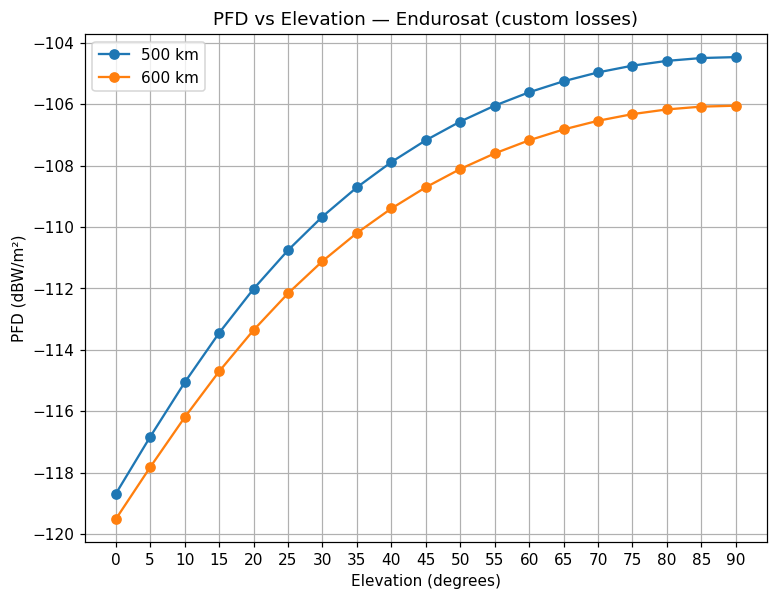 PFD vs Elevation — Endurosat (custom losses)
500 km
600 km
PFD (dBW/m²)
−104
−106
−108
−110
−112
−114
−116
−118
−120
0 5 10 15 20 25 30 35 40 45 50 55 60 65 70 75 80 85 90
Elevation (degrees)